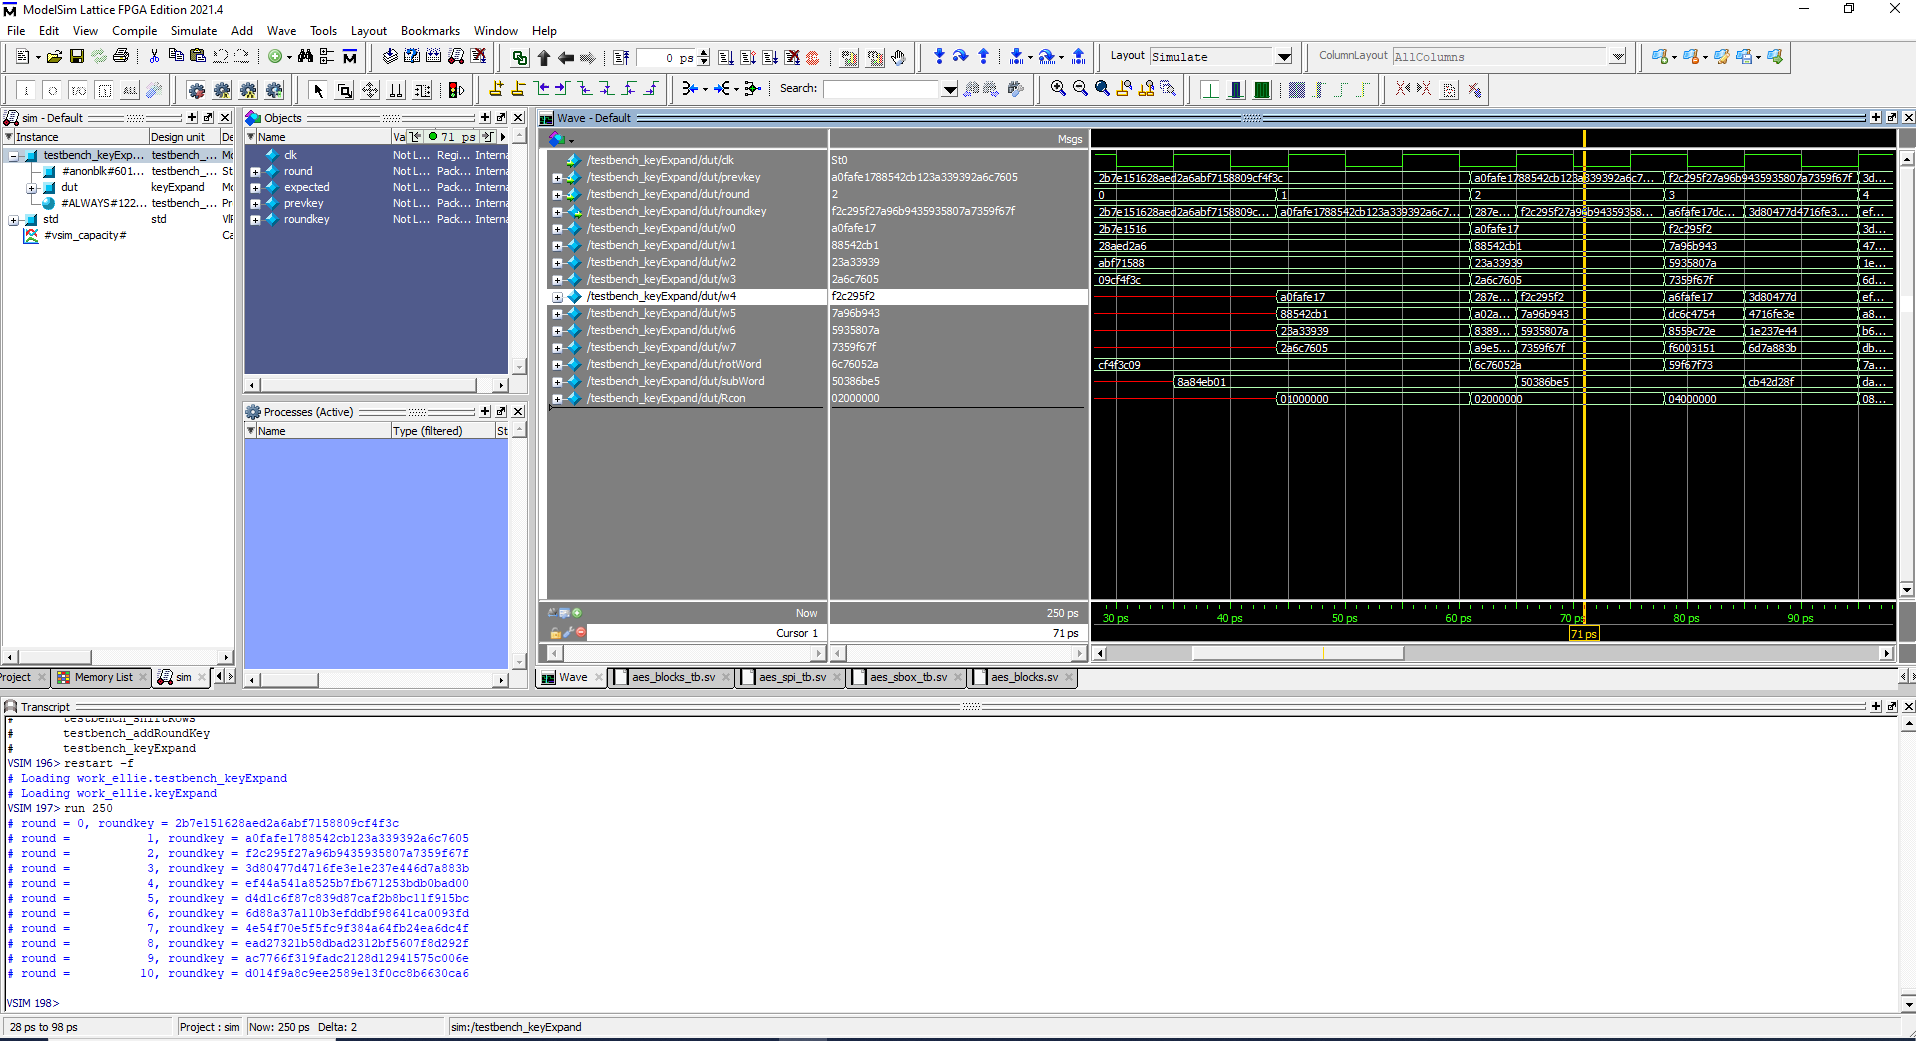 ModelSim Lattice FPGA Edition 2021.4
File Edit View Compile Simulate Add Wave Tools Layout Bookmarks Window Help
0 ps
Layout Simulate
ColumnLayout AllColumns
ALL
Search:
sim - Default
Instance Design unit
testbench_keyExp... testbench_...
#anonblk#601... testbench_...
dut keyExpand
#ALWAYS#122... testbench_...
std std
#vsim_capacity#
Project Memory List sim
Objects
Name 71 ps
clk Not L... Regi... Interna
round Not L... Pack... Interna
expected Not L... Pack... Interna
prevkey Not L... Pack... Interna
roundkey Not L... Pack... Interna
Processes (Active)
Name Type (filtered) St
Wave - Default
Msgs
/testbench_keyExpand/dut/clk St0
/testbench_keyExpand/dut/prevkey a0fafe1788542cb123a339392a6c7605 2b7e151628aed2a6abf7158809cf4f3c a0fafe1788542cb123a339392a6c7... f2c295f27a96b9435935807a7359f67f 3d...
/testbench_keyExpand/dut/round 2 0 1 2 3 4
/testbench_keyExpand/dut/roundkey f2c295f27a96b9435935807a7359f67f 2b7e151628aed2a6abf7158809c... a0fafe1788542cb123a339392a6c7... 287e... f2c295f27a96b94359358... a6fafe17dc... 3d80477d4716fe3... ef...
/testbench_keyExpand/dut/w0 a0fafe17 2b7e1516 a0fafe17 f2c295f2 3d...
/testbench_keyExpand/dut/w1 88542cb1 28aed2a6 88542cb1 7a96b943 47...
/testbench_keyExpand/dut/w2 23a33939 abf71588 23a33939 5935807a 1e...
/testbench_keyExpand/dut/w3 2a6c7605 09cf4f3c 2a6c7605 7359f67f 6d...
/testbench_keyExpand/dut/w4 f2c295f2 a0fafe17 287e... f2c295f2 a6fafe17 3d80477d ef...
/testbench_keyExpand/dut/w5 7a96b943 88542cb1 a02a... 7a96b943 dc6c4754 4716fe3e a8...
/testbench_keyExpand/dut/w6 5935807a 23a33939 8389... 5935807a 8559c72e 1e237e44 b6...
/testbench_keyExpand/dut/w7 7359f67f 2a6c7605 a9e5... 7359f67f f6003151 6d7a883b db...
/testbench_keyExpand/dut/rotWord 6c76052a cf4f3c09 6c76052a 59f67f73 7a...
/testbench_keyExpand/dut/subWord 50386be5 8a84eb01 50386be5 cb42d28f da...
/testbench_keyExpand/dut/Rcon 02000000 01000000 02000000 04000000 08...
Now 250 ps 30 ps 40 ps 50 ps 60 ps 70 ps 80 ps 90 ps
Cursor 1 71 ps 71 ps
Wave aes_blocks_tb.sv aes_spi_tb.sv aes_sbox_tb.sv aes_blocks.sv
Transcript
# testbench_shiftRows
# testbench_addRoundKey
# testbench_keyExpand
VSIM 196> restart -f
# Loading work_ellie.testbench_keyExpand
# Loading work_ellie.keyExpand
VSIM 197> run 250
# round = 0, roundkey = 2b7e151628aed2a6abf7158809cf4f3c
# round = 1, roundkey = a0fafe1788542cb123a339392a6c7605
# round = 2, roundkey = f2c295f27a96b9435935807a7359f67f
# round = 3, roundkey = 3d80477d4716fe3e1e237e446d7a883b
# round = 4, roundkey = ef44a541a8525b7fb671253bdb0bad00
# round = 5, roundkey = d4d1c6f87c839d87caf2b8bc11f915bc
# round = 6, roundkey = 6d88a37a110b3efddbf98641ca0093fd
# round = 7, roundkey = 4e54f70e5f5fc9f384a64fb24ea6dc4f
# round = 8, roundkey = ead27321b58dbad2312bf5607f8d292f
# round = 9, roundkey = ac7766f319fadc2128d12941575c006e
# round = 10, roundkey = d014f9a8c9ee2589e13f0cc8b6630ca6
VSIM 198>
28 ps to 98 ps Project : sim Now: 250 ps Delta: 2 sim:/testbench_keyExpand